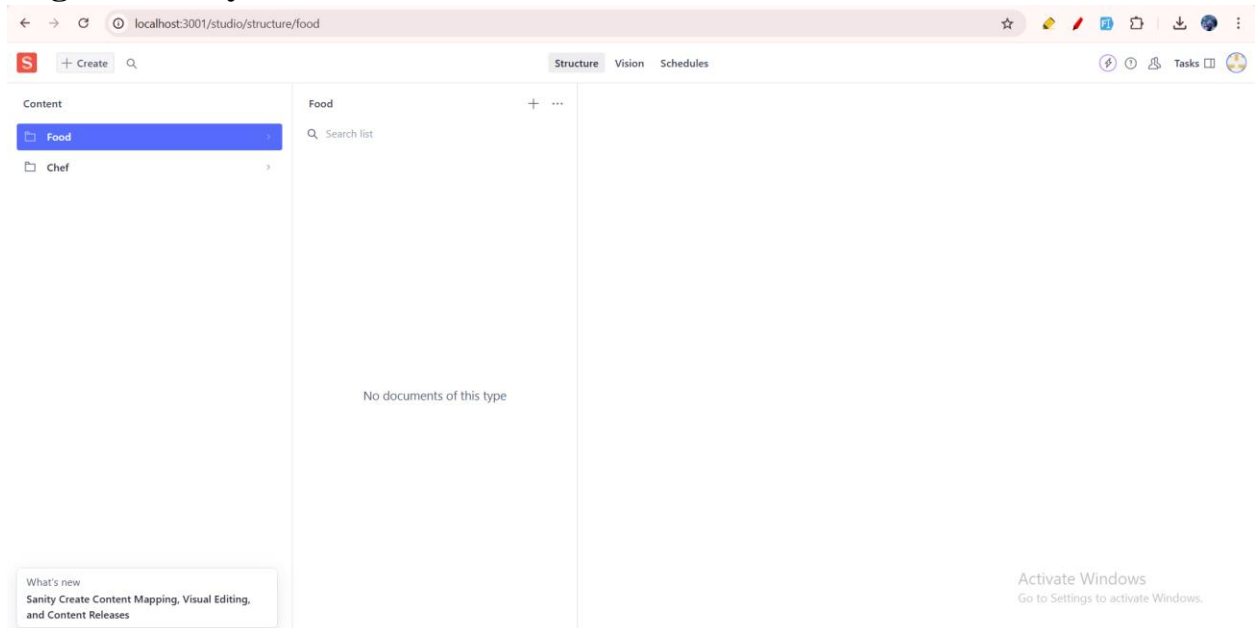 localhost:3001/studio/structure/food
S + Create Structure Vision Schedules Tasks
Content
Food
Chef
Food
Search list
No documents of this type
What's new
Sanity Create Content Mapping, Visual Editing,
and Content Releases
Activate Windows
Go to Settings to activate Windows.